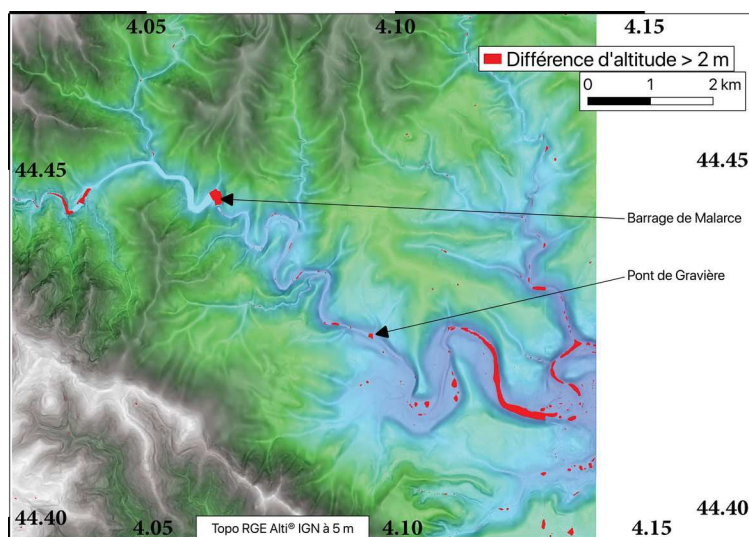 4.05
4.10
4.15
Différence d'altitude > 2 m
0 1 2 km
44.45
44.45
Barrage de Malarce
Pont de Gravière
44.40
44.40
4.05
Topo RGE Alti® IGN à 5 m
4.10
4.15